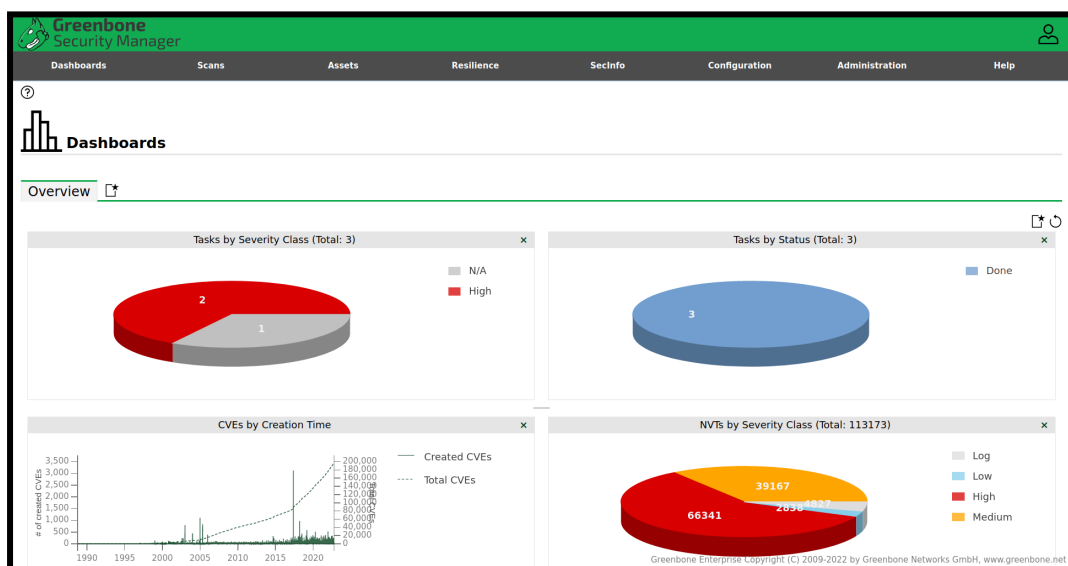 Greenbone
Security Manager
Dashboards Scans Assets Resilience SecInfo Configuration Administration Help
?
Dashboards
Overview
Tasks by Severity Class (Total: 3) ×
N/A
High
2
1
Tasks by Status (Total: 3) ×
Done
3
CVEs by Creation Time ×
Created CVEs
Total CVEs
# of created CVEs
3,500
3,000
2,500
2,000
1,500
1,000
500
0
200,000
180,000
160,000
140,000
120,000
100,000
80,000
60,000
40,000
20,000
0
1990 1995 2000 2005 2010 2015 2020
NVTs by Severity Class (Total: 113173) ×
Log
Low
High
Medium
39167
66341
4827
Greenbone Enterprise Copyright (C) 2009-2022 by Greenbone Networks GmbH, www.greenbone.net